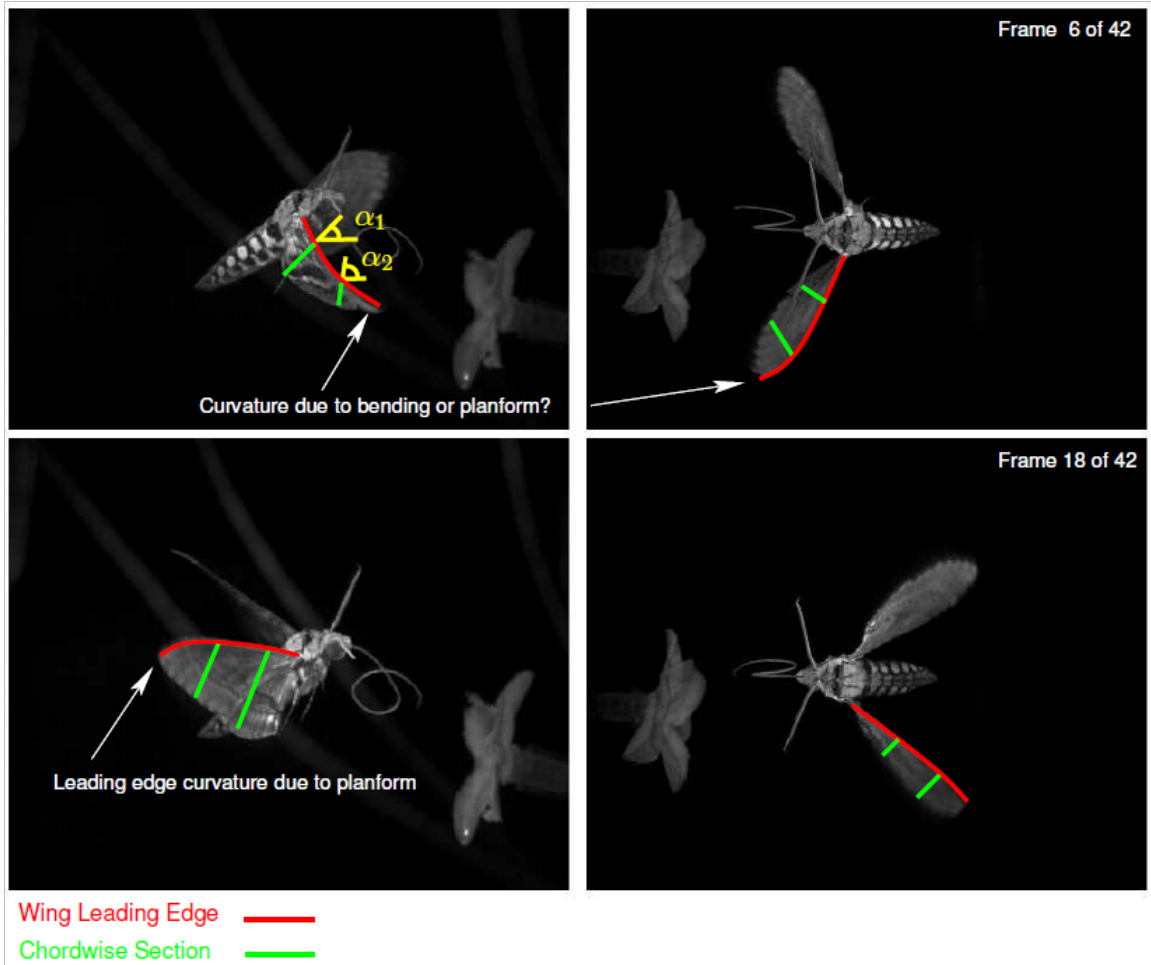 Frame 6 of 42
α1
α2
Curvature due to bending or planform?
Frame 18 of 42
Leading edge curvature due to planform
Wing Leading Edge
Chordwise Section